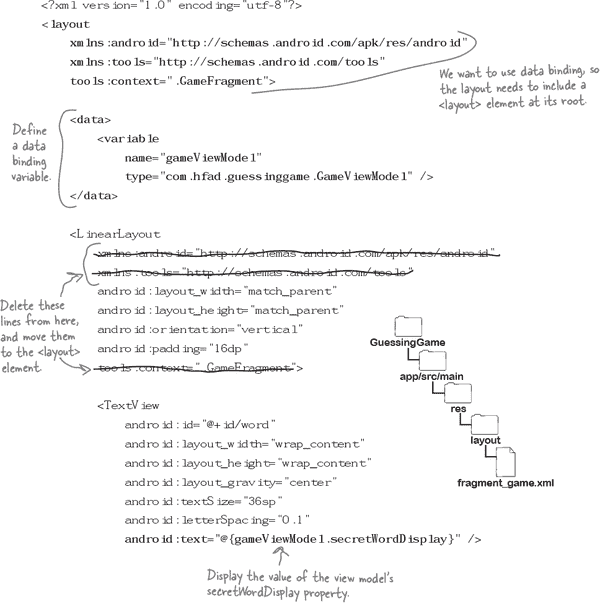 <?xml version="1.0" encoding="utf-8"?>
<layout
xmlns:android="http://schemas.android.com/apk/res/android"
xmlns:tools="http://schemas.android.com/tools"
tools:context=".GameFragment">
We want to use data binding, so
the layout needs to include a
<layout> element at its root.
Define
a data
binding
variable.
<data>
<variable
name="gameViewModel"
type="com.hfad.guessinggame.GameViewModel" />
</data>
<LinearLayout
xmlns:android="http://schemas.android.com/apk/res/android"
xmlns:tools="http://schemas.android.com/tools"
android:layout_width="match_parent"
android:layout_height="match_parent"
android:orientation="vertical"
android:padding="16dp"
tools:context=".GameFragment">
Delete these
lines from here,
and move them
to the <layout>
element.
GuessingGame
app/src/main
res
layout
fragment_game.xml
<TextView
android:id="@+id/word"
android:layout_width="wrap_content"
android:layout_height="wrap_content"
android:layout_gravity="center"
android:textSize="36sp"
android:letterSpacing="0.1"
android:text="@{gameViewModel.secretWordDisplay}" />
Display the value of the view model's
secretWordDisplay property.